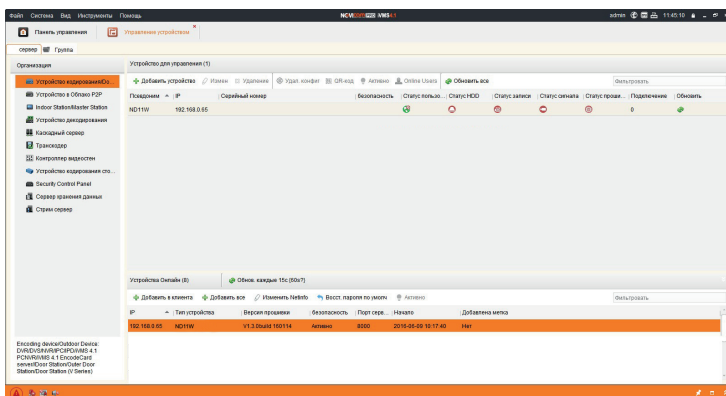 Файл Система Вид Инструменты Помощь
admin 11:45:10
Панель управления Управление устройством
сервер Группа
Организация
Устройство кодирования/Do...
Устройство в Облако P2P
Indoor Station/Master Station
Устройство декодирования
Каскадный сервер
Транскодер
Контроллер видеостен
Устройство кодирования сто...
Security Control Panel
Сервер хранения данных
Стрим сервер
Encoding device/Outdoor Device:
DVR/DVS/NVR/IPC/IPD/iVMS 4.1
PCNVR/iVMS 4.1 EncodeCard
server/Door Station/Outer Door
Station/Door Station (V Series)
Устройство для управления (1)
Добавить устройство Измен Удаление Удал. конфиг QR-код Активно Online Users Обновить все Фильтровать
Псевдоним IP Серийный номер безопасность Статус пользо... Статус HDD Статус записи Статус сигнала Статус проши... Подключение Обновить
ND11W 192.168.0.65 0
Устройства Онлайн (8) Обнов. каждые 15с (60s?)
Добавить в клиента Добавить все Изменить Netinfo Восст. пароля по умолч Активно Фильтровать
IP Тип устройства Версия прошивки безопасность Порт серв... Начало Добавлена метка
192.168.0.65 ND11W V1.3.0build 160114 Активно 8000 2016-06-09 10:17:40 Нет